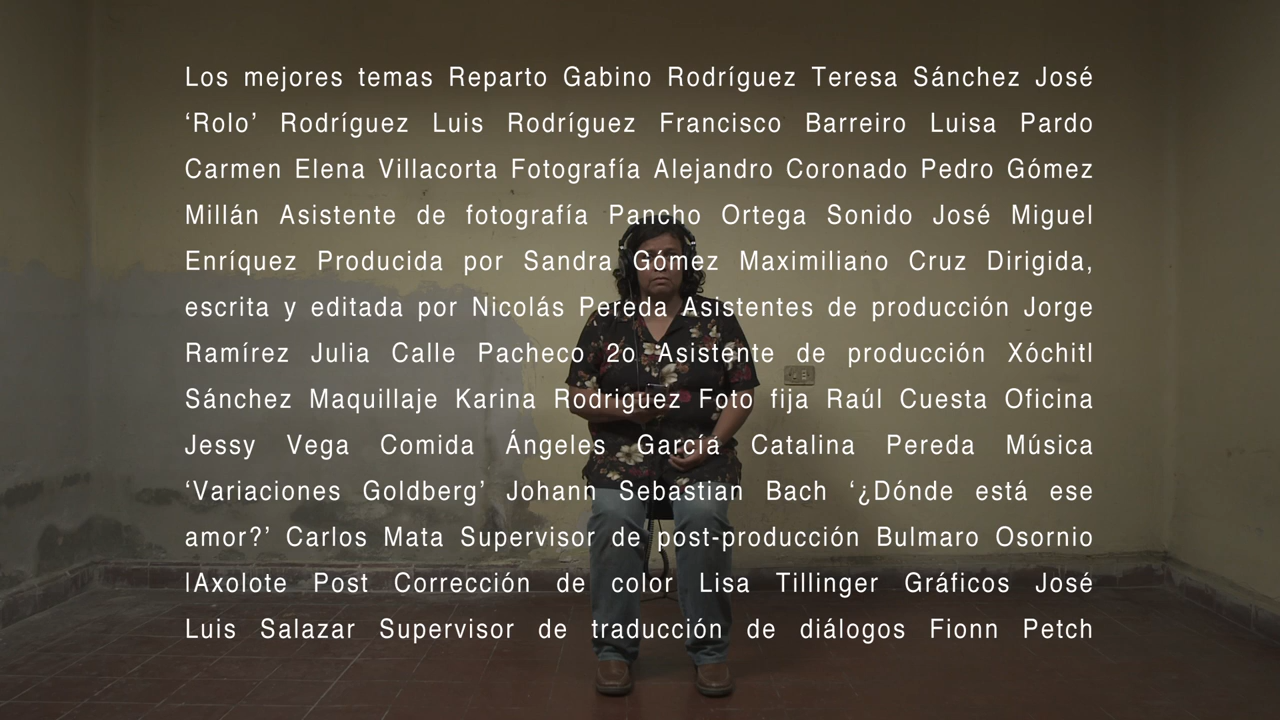 Los mejores temas Reparto Gabino Rodríguez Teresa Sánchez José
‘Rolo’ Rodríguez Luis Rodríguez Francisco Barreiro Luisa Pardo
Carmen Elena Villacorta Fotografía Alejandro Coronado Pedro Gómez
Millán Asistente de fotografía Pancho Ortega Sonido José Miguel
Enríquez Producida por Sandra Gómez Maximiliano Cruz Dirigida,
escrita y editada por Nicolás Pereda Asistentes de producción Jorge
Ramírez Julia Calle Pacheco 2o Asistente de producción Xóchitl
Sánchez Maquillaje Karina Rodriguez Foto fija Raúl Cuesta Oficina
Jessy Vega Comida Ángeles García Catalina Pereda Música
‘Variaciones Goldberg’ Johann Sebastian Bach ‘¿Dónde está ese
amor?’ Carlos Mata Supervisor de post-producción Bulmaro Osornio
lAxolote Post Corrección de color Lisa Tillinger Gráficos José
Luis Salazar Supervisor de traducción de diálogos Fionn Petch